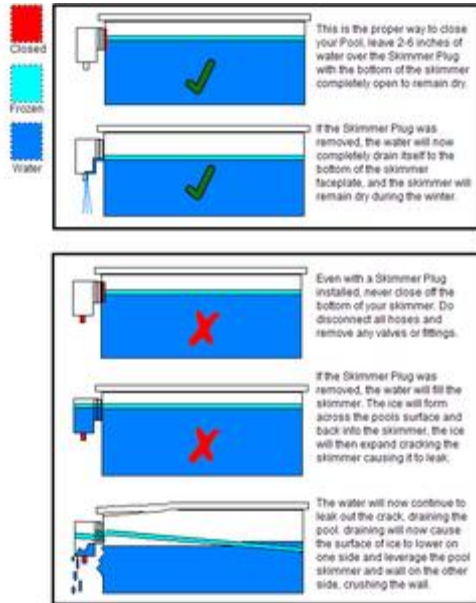 Closed
Frozen
Water
This is the proper way to close
your Pool, leave 2-6 inches of
water over the Skimmer Plug
with the bottom of the skimmer
completely open to remain dry.
If the Skimmer Plug was
removed, the water will now
completely drain itself to the
bottom of the skimmer
faceplate, and the skimmer will
remain dry during the winter.
Even with a Skimmer Plug
installed, never close off the
bottom of your skimmer. Do
disconnect all hoses and
remove any valves or fittings.
If the Skimmer Plug was
removed, the water will fill the
skimmer. The ice will form
across the pools surface and
back into the skimmer, the ice
will then expand cracking the
skimmer causing it to leak.
The water will now continue to
leak out the crack, draining the
pool. draining will now cause
the surface of ice to lower on
one side and leverage the pool
skimmer and wall on the other
side, crushing the wall.